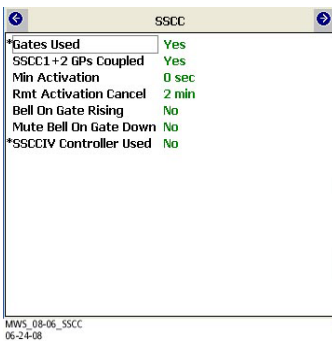 SSCC
*Gates Used Yes
SSCC1+2 GPs Coupled Yes
Min Activation 0 sec
Rmt Activation Cancel 2 min
Bell On Gate Rising No
Mute Bell On Gate Down No
*SSCCIV Controller Used No
MWS_08-06_SSCC
06-24-08